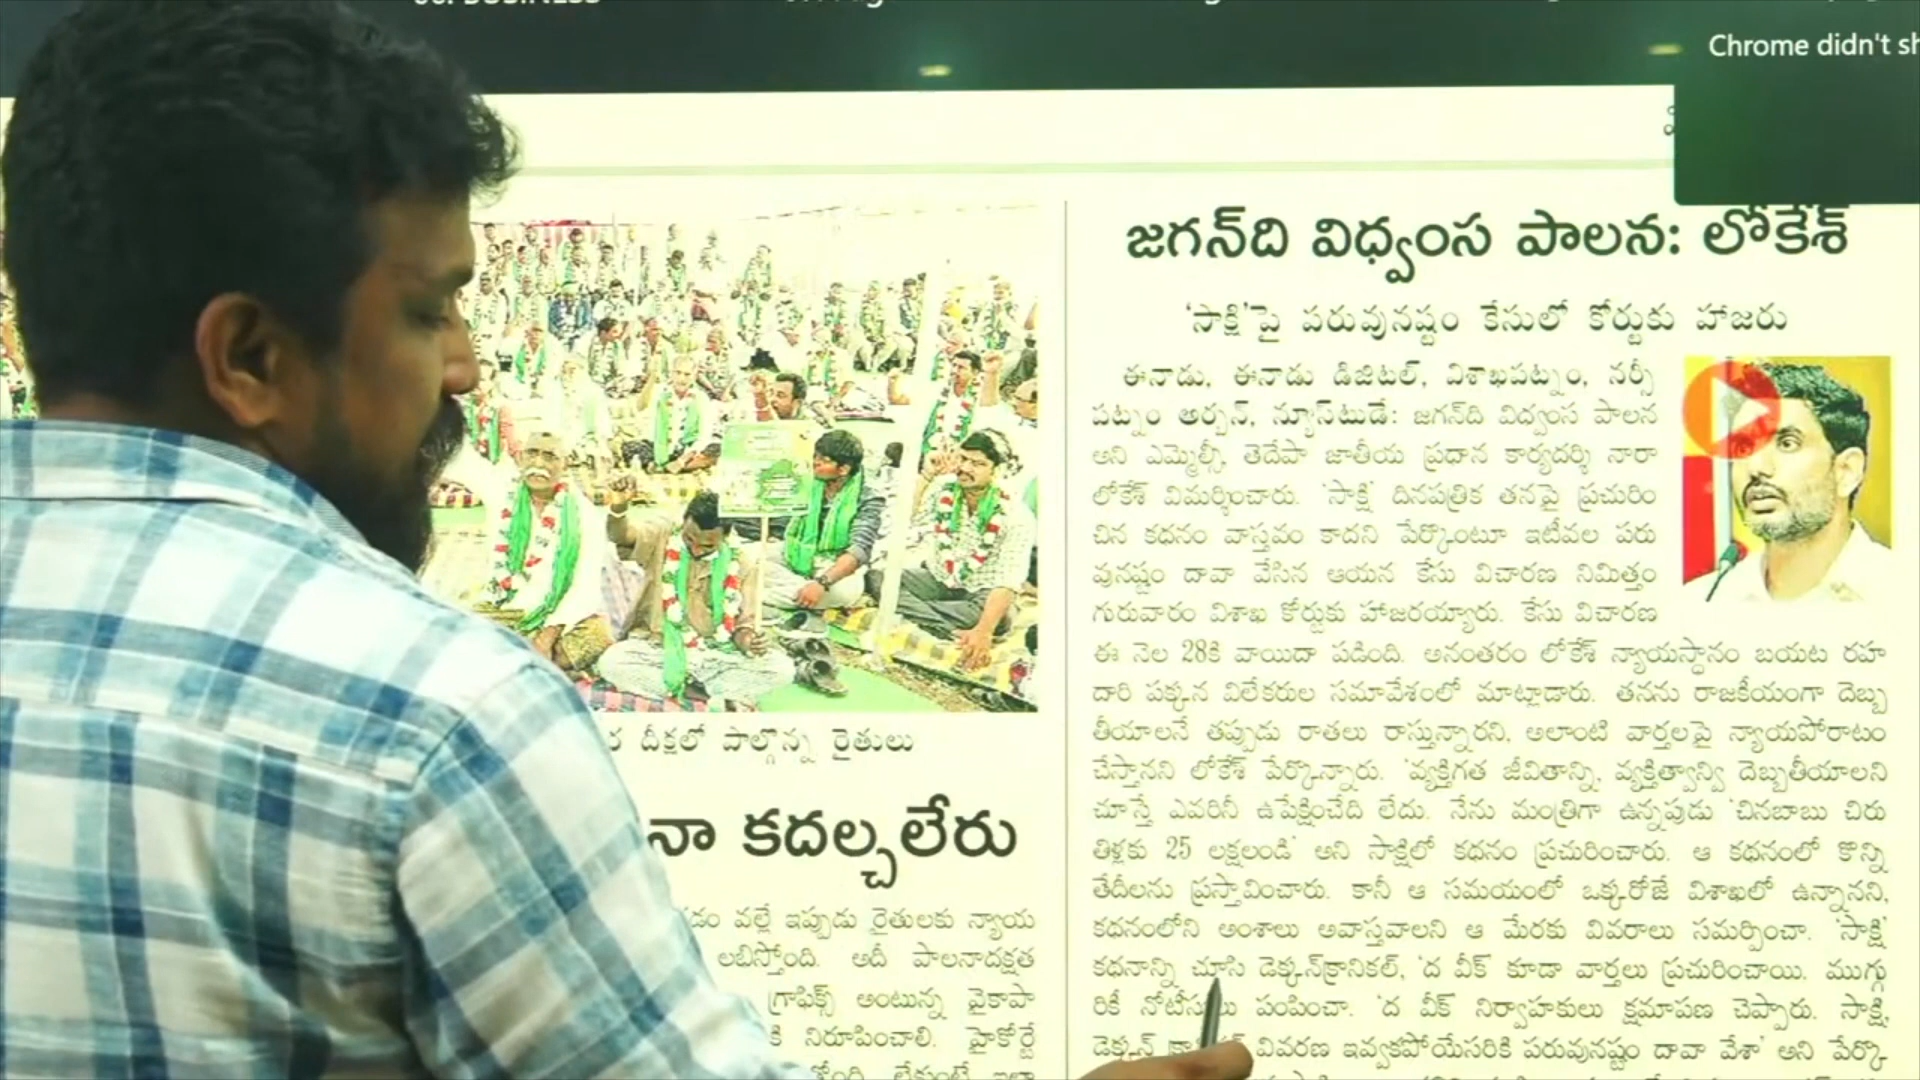 Chrome didn't sh
జగన్‌ది విధ్వంస పాలన: లోకేశ్
'సాక్షి'పై పరువునష్టం కేసులో కోర్టుకు హాజరు
ఈనాడు, ఈనాడు డిజిటల్, విశాఖపట్నం, నర్సీ
పట్నం అర్బన్, న్యూస్‌టుడే: జగన్‌ది విధ్వంస పాలన
అని ఎమ్మెల్సీ, తెదేపా జాతీయ ప్రధాన కార్యదర్శి నారా
లోకేశ్ విమర్శించారు. 'సాక్షి' దినపత్రిక తనపై ప్రచురిం
చిన కథనం వాస్తవం కాదని పేర్కొంటూ ఇటీవల పరు
వునష్టం దావా వేసిన ఆయన కేసు విచారణ నిమిత్తం
గురువారం విశాఖ కోర్టుకు హాజరయ్యారు. కేసు విచారణ
ఈ నెల 28కి వాయిదా పడింది. అనంతరం లోకేశ్ న్యాయస్థానం బయట రహ
దారి పక్కన విలేకరుల సమావేశంలో మాట్లాడారు. తనను రాజకీయంగా దెబ్బ
తీయాలనే తప్పుడు రాతలు రాస్తున్నారని, అలాంటి వార్తలపై న్యాయపోరాటం
చేస్తానని లోకేశ్ పేర్కొన్నారు. 'వ్యక్తిగత జీవితాన్ని, వ్యక్తిత్వాన్ని దెబ్బతీయాలని
చూస్తే ఎవరినీ ఉపేక్షించేది లేదు. నేను మంత్రిగా ఉన్నపుడు 'చినబాబు చిరు
తిళ్లకు 25 లక్షలండి' అని సాక్షిలో కథనం ప్రచురించారు. ఆ కథనంలో కొన్ని
తేదీలను ప్రస్తావించారు. కానీ ఆ సమయంలో ఒక్కరోజే విశాఖలో ఉన్నానని,
కథనంలోని అంశాలు అవాస్తవాలని ఆ మేరకు వివరాలు సమర్పించా. 'సాక్షి'
కథనాన్ని చూసి డెక్కన్‌క్రానికల్, 'ద వీక్' కూడా వార్తలు ప్రచురించాయి. ముగ్గు
రికీ నోటీసులు పంపించా. 'ద వీక్' నిర్వాహకులు క్షమాపణ చెప్పారు. సాక్షి,
డెక్కన్ వివరణ ఇవ్వకపోయేసరికి పరువునష్టం దావా వేశా' అని పేర్కొ
దీక్షలో పాల్గొన్న రైతులు
నా కదల్చలేరు
వల్లే ఇప్పుడు రైతులకు న్యాయ
లబిస్తోంది. అదీ పాలనాదక్షత
గ్రాఫిక్స్ అంటున్న వైకాపా
కి నిరూపించాలి. హైకోర్టే